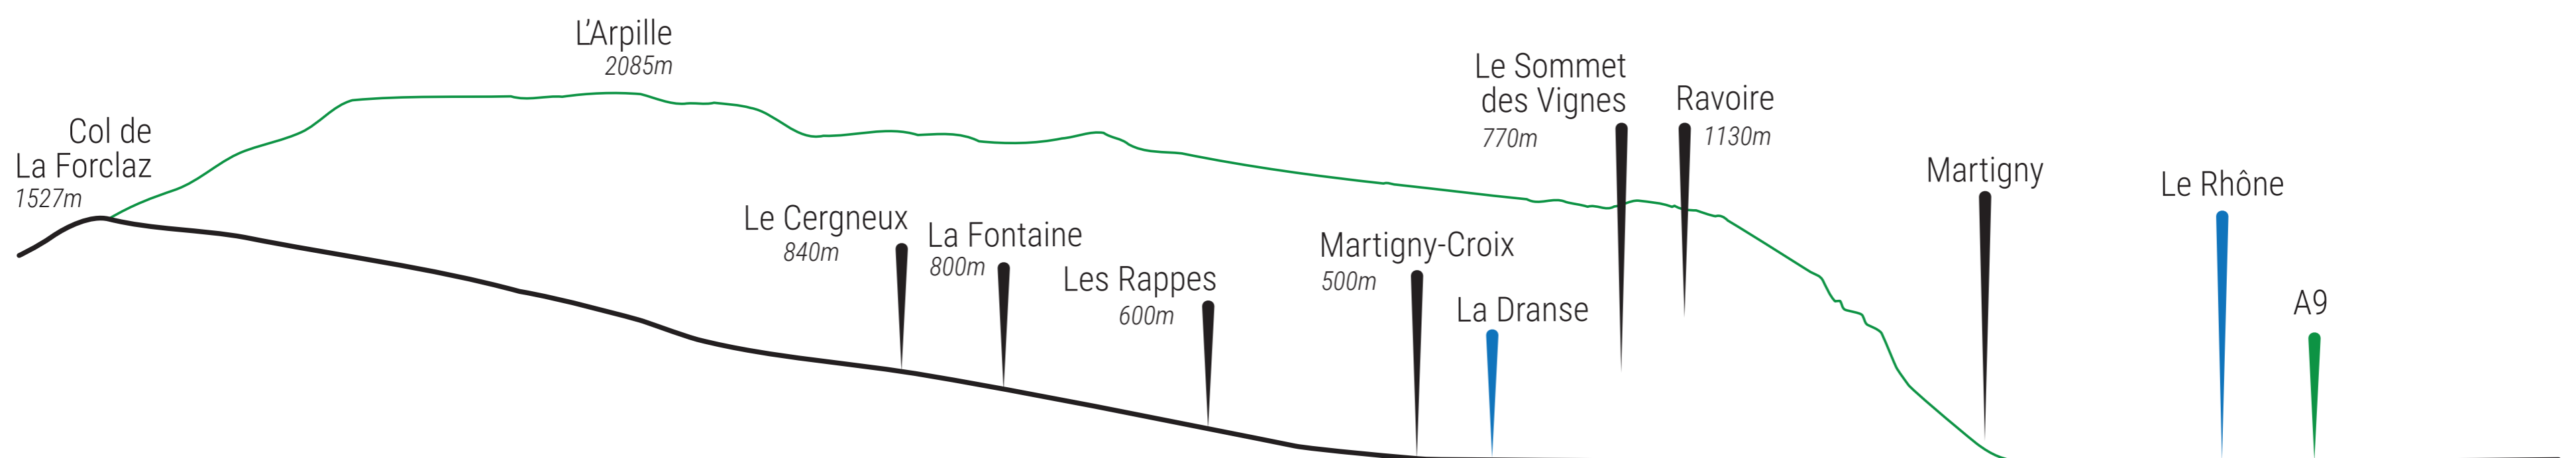 L'Arpille
2085m
Col de
La Forclaz
1527m
Le Cergneux
840m
La Fontaine
800m
Les Rappes
600m
Martigny-Croix
500m
La Dranse
Le Sommet
des Vignes
770m
Ravoire
1130m
Martigny
Le Rhône
A9